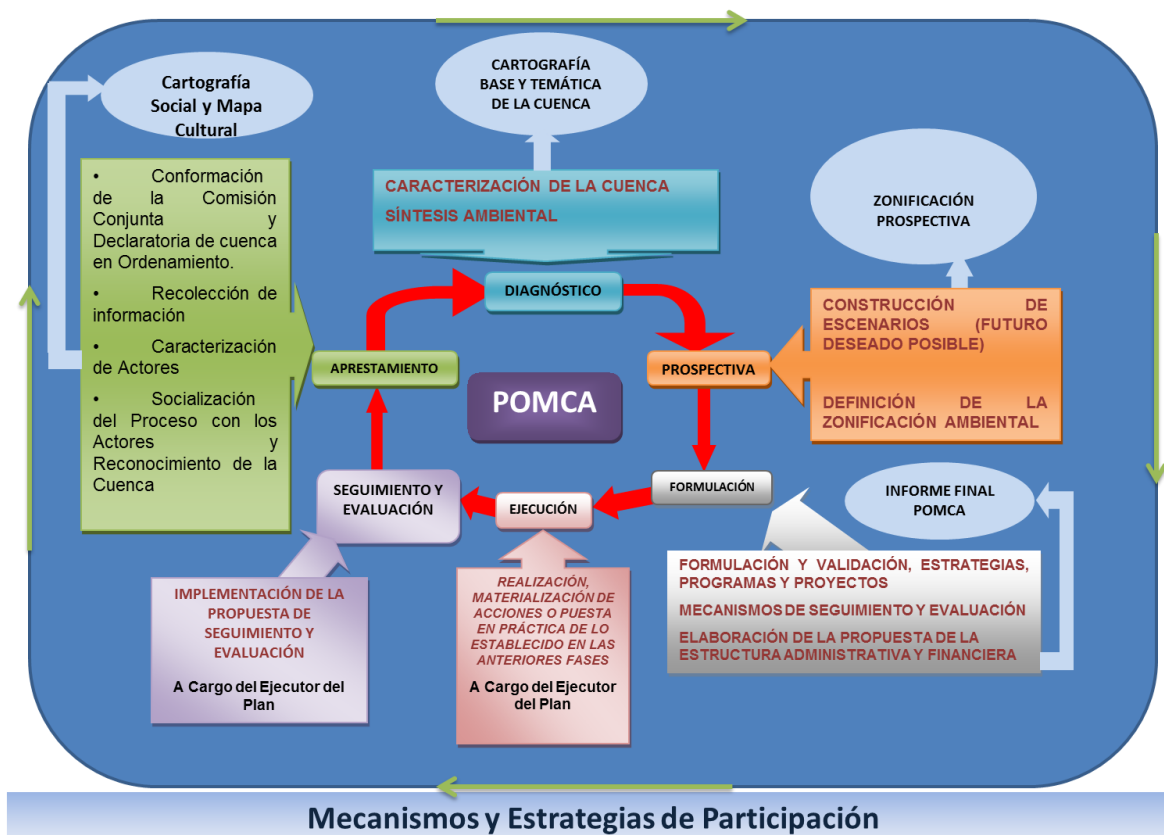 Cartografía
Social y Mapa
Cultural
CARTOGRAFÍA
BASE Y TEMÁTICA
DE LA CUENCA
ZONIFICACIÓN
PROSPECTIVA
• Conformación
de la Comisión
Conjunta y
Declaratoria de cuenca
en Ordenamiento.
• Recolección de
información
• Caracterización
de Actores
• Socialización
del Proceso con los
Actores y
Reconocimiento de la
Cuenca
CARACTERIZACIÓN DE LA CUENCA
SÍNTESIS AMBIENTAL
DIAGNÓSTICO
APRESTAMIENTO
POMCA
PROSPECTIVA
CONSTRUCCIÓN DE
ESCENARIOS (FUTURO
DESEADO POSIBLE)
DEFINICIÓN DE LA
ZONIFICACIÓN AMBIENTAL
SEGUIMIENTO Y
EVALUACIÓN
EJECUCIÓN
FORMULACIÓN
INFORME FINAL
POMCA
IMPLEMENTACIÓN DE LA
PROPUESTA DE
SEGUIMIENTO Y
EVALUACIÓN
A Cargo del Ejecutor del
Plan
REALIZACIÓN,
MATERIALIZACIÓN DE
ACCIONES O PUESTA
EN PRÁCTICA DE LO
ESTABLECIDO EN LAS
ANTERIORES FASES
A Cargo del Ejecutor
del Plan
FORMULACIÓN Y VALIDACIÓN, ESTRATEGIAS,
PROGRAMAS Y PROYECTOS
MECANISMOS DE SEGUIMIENTO Y EVALUACIÓN
ELABORACIÓN DE LA PROPUESTA DE LA
ESTRUCTURA ADMINISTRATIVA Y FINANCIERA
Mecanismos y Estrategias de Participación